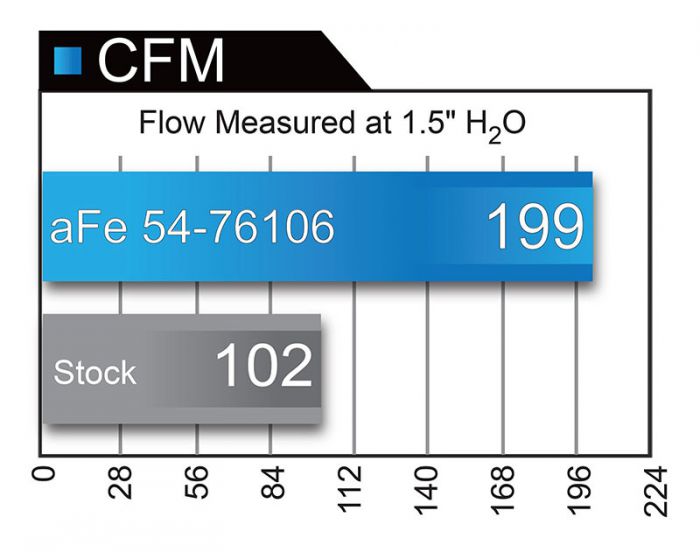 CFM
Flow Measured at 1.5" H₂O
aFe 54-76106 199
Stock 102
0 28 56 84 112 140 168 196 224